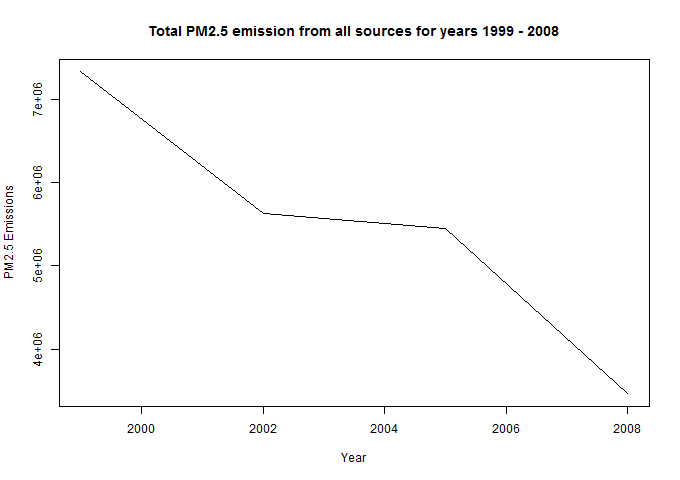 Total PM2.5 emission from all sources for years 1999 - 2008
PM2.5 Emissions
7e+06
6e+06
5e+06
4e+06
2000
2002
2004
2006
2008
Year